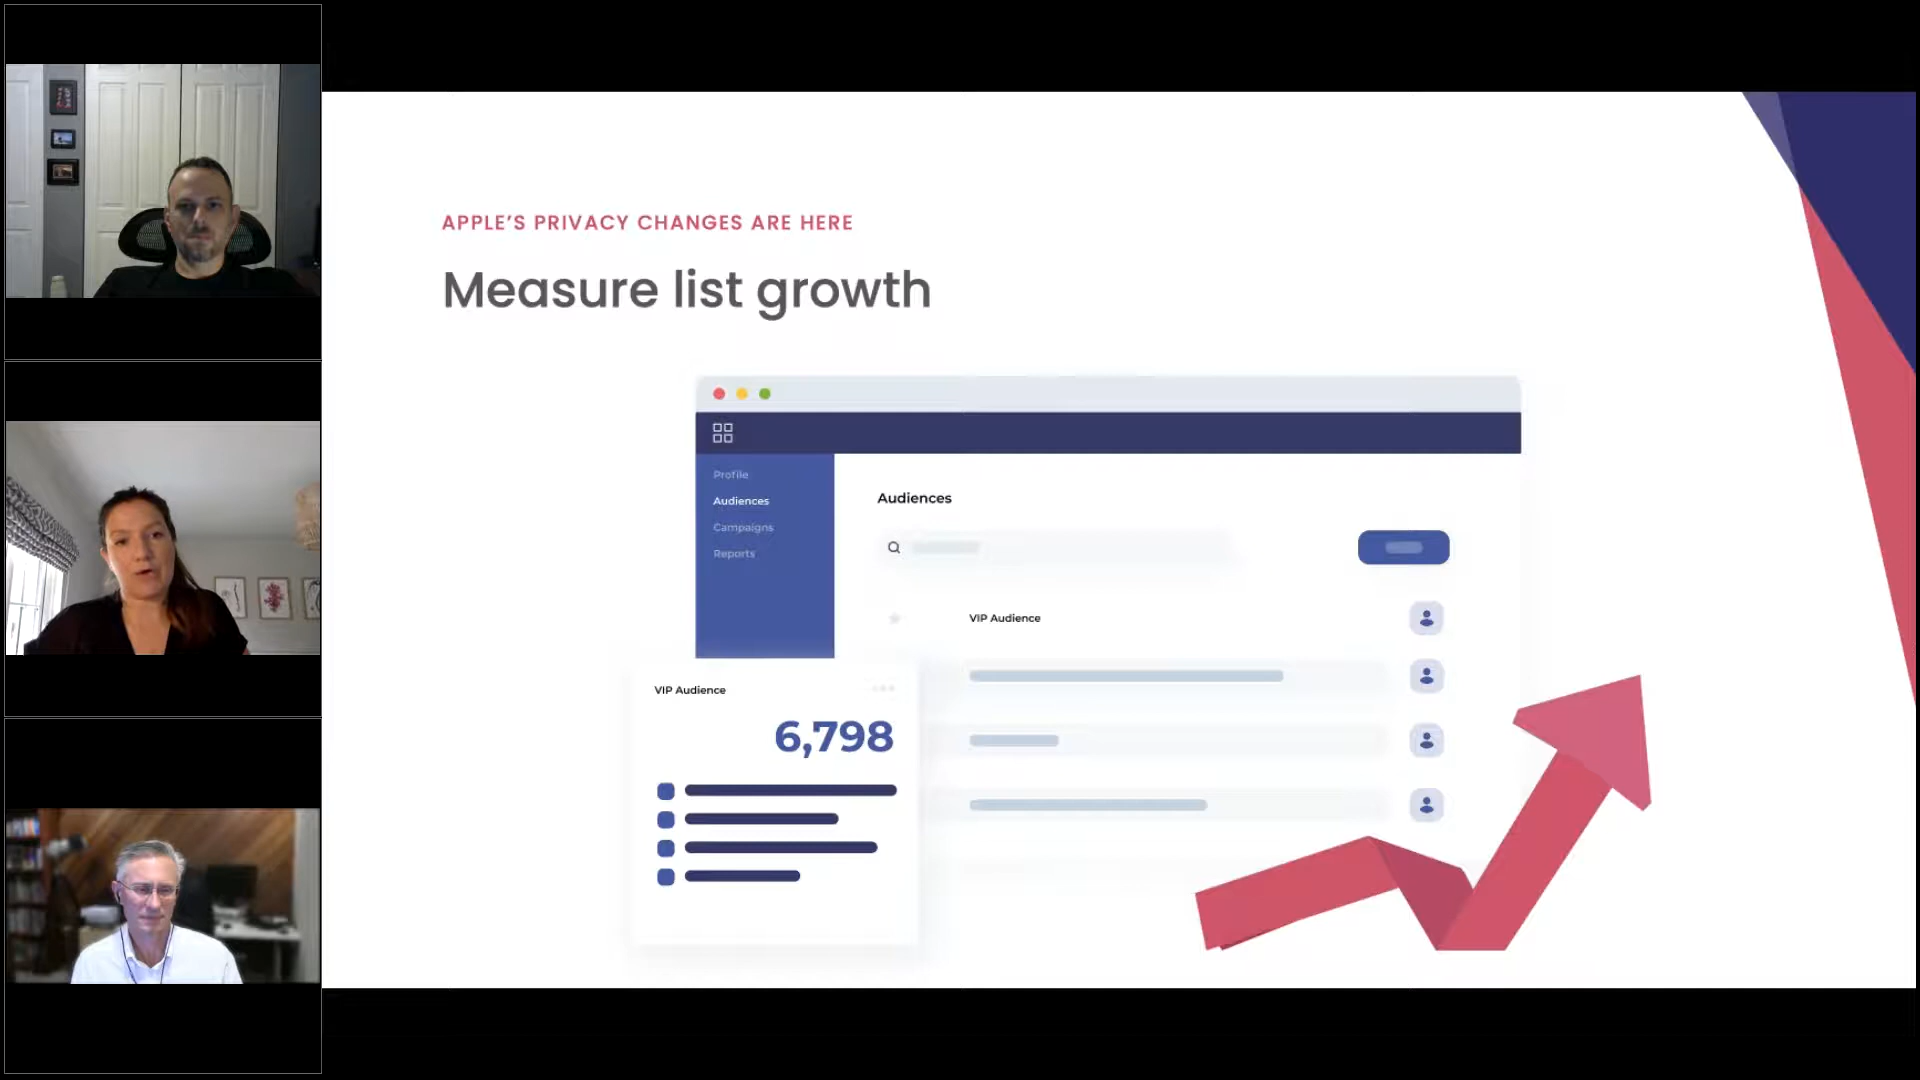 APPLE’S PRIVACY CHANGES ARE HERE
Measure list growth
Profile
Audiences
Campaigns
Reports
Audiences
VIP Audience
VIP Audience
6,798